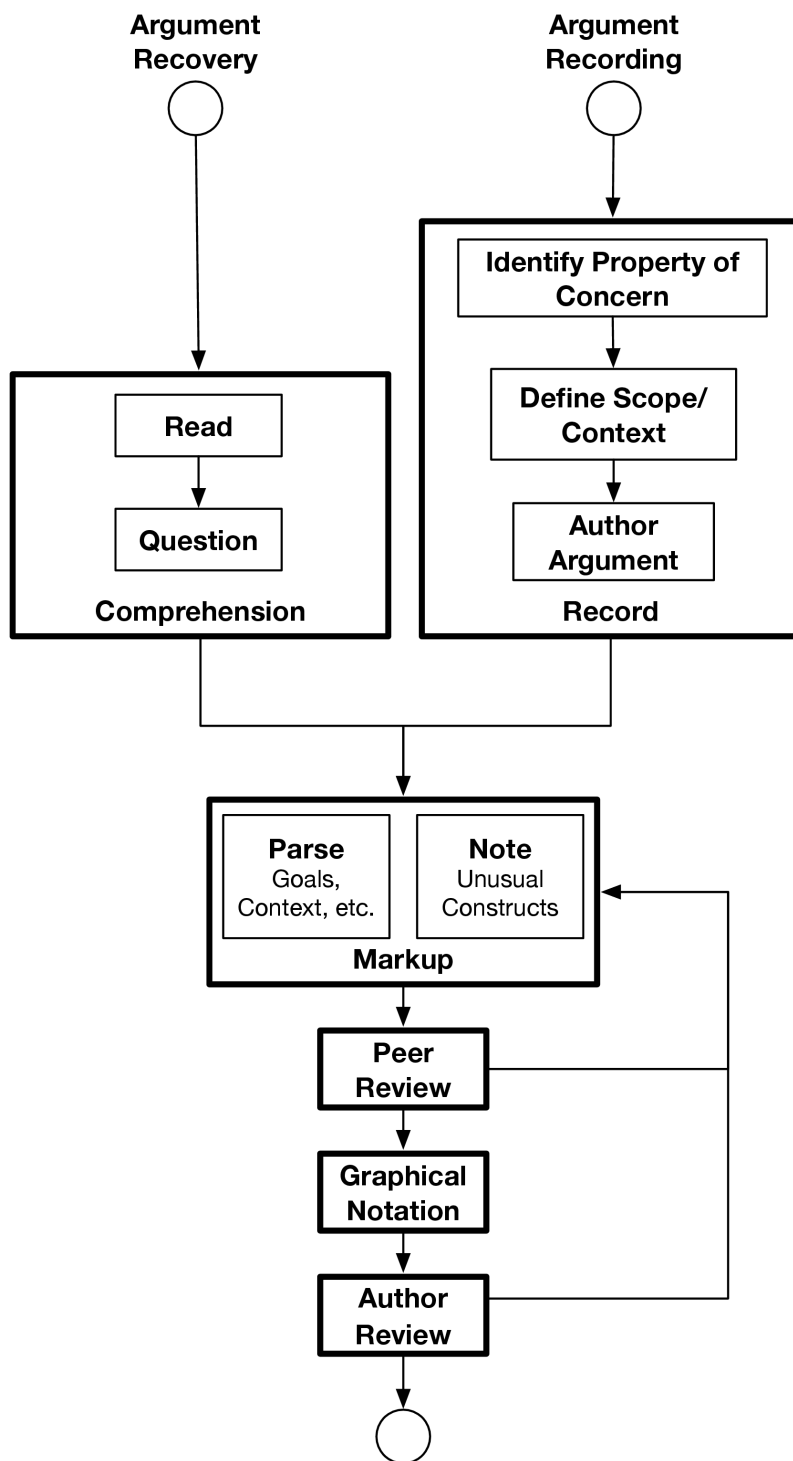 Argument
Recovery
Argument
Recording
Identify Property of
Concern
Define Scope/
Context
Author
Argument
Record
Read
Question
Comprehension
Parse
Goals,
Context, etc.
Note
Unusual
Constructs
Markup
Peer
Review
Graphical
Notation
Author
Review